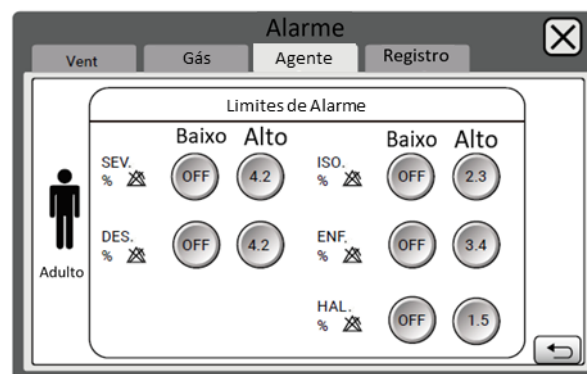 Alarme
Vent Gás Agente Registro
Limites de Alarme
Baixo Alto Baixo Alto
SEV. % OFF 4.2 ISO. % OFF 2.3
DES. % OFF 4.2 ENF. % OFF 3.4
Adulto
HAL. % OFF 1.5